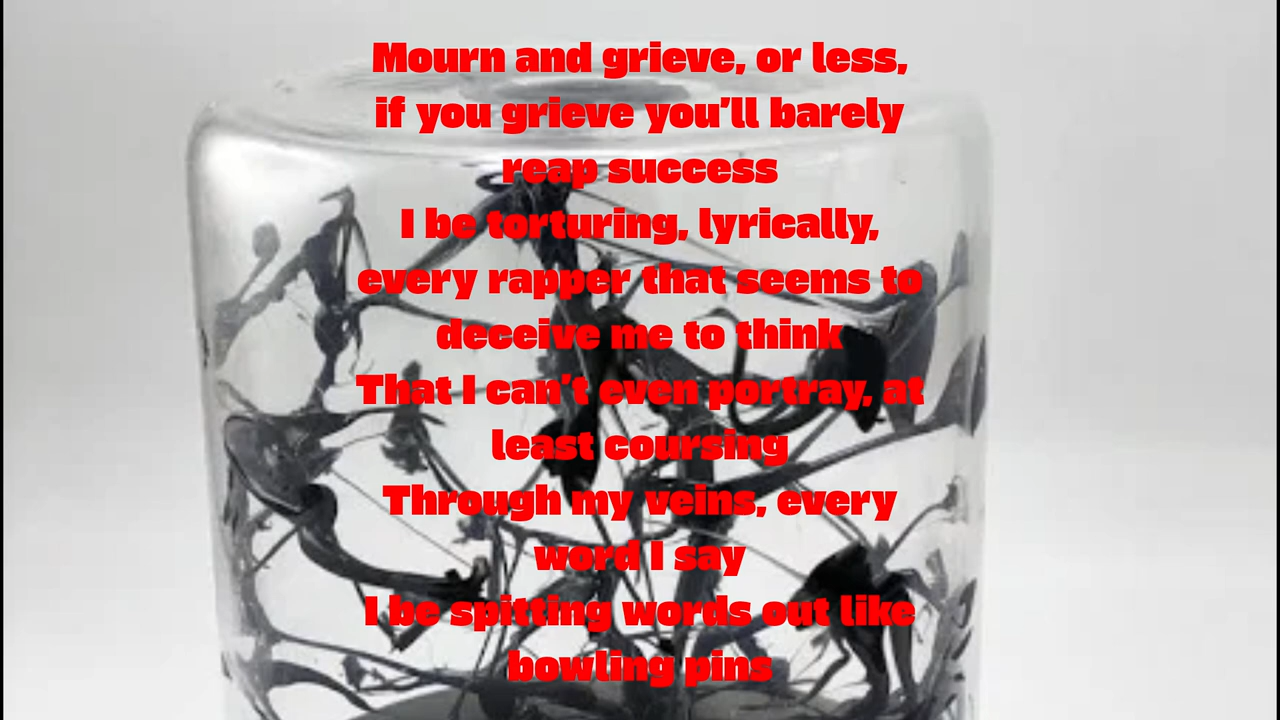 Mourn and grieve, or less,
if you grieve you'll barely
reap success
I be torturing, lyrically,
every rapper that seems to
deceive me to think
That I can't even portray, at
least coursing
Through my veins, every
word I say
I be spitting words out like
bowling pins